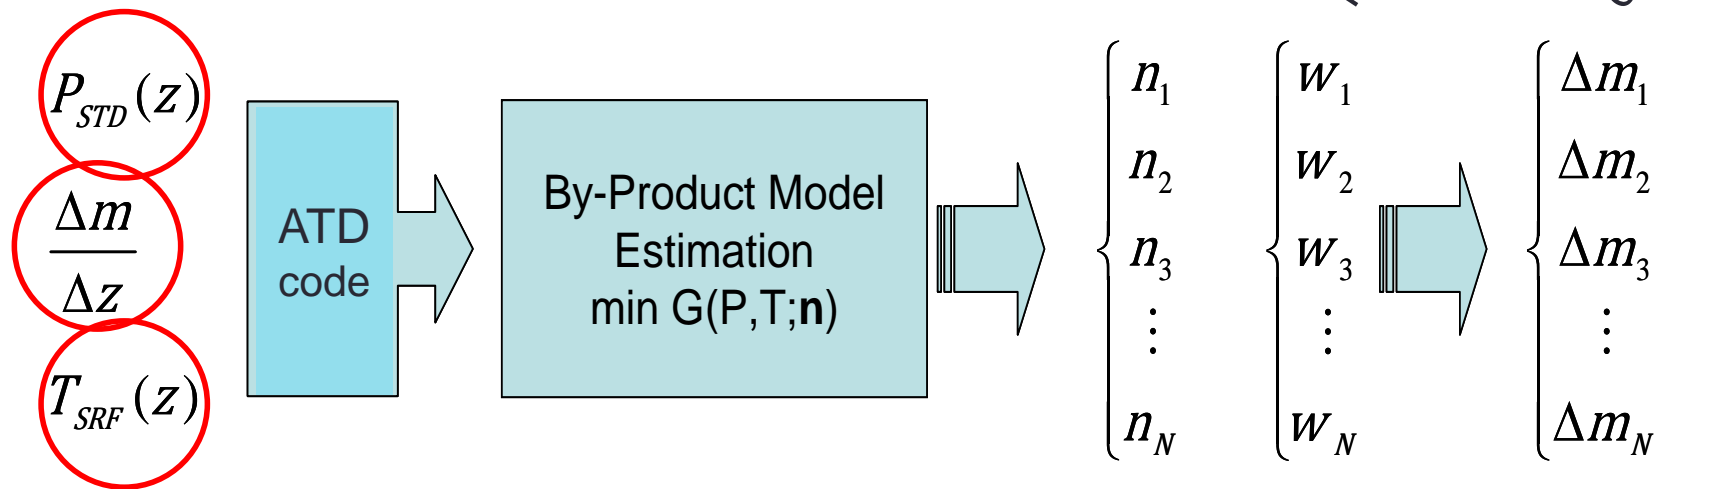 P_STD(z)
Δm
Δz
T_SRF(z)
ATD
code
By-Product Model
Estimation
min G(P,T;n)
n_1
n_2
n_3
⋮
n_N
w_1
w_2
w_3
⋮
w_N
Δm_1
Δm_2
Δm_3
⋮
Δm_N